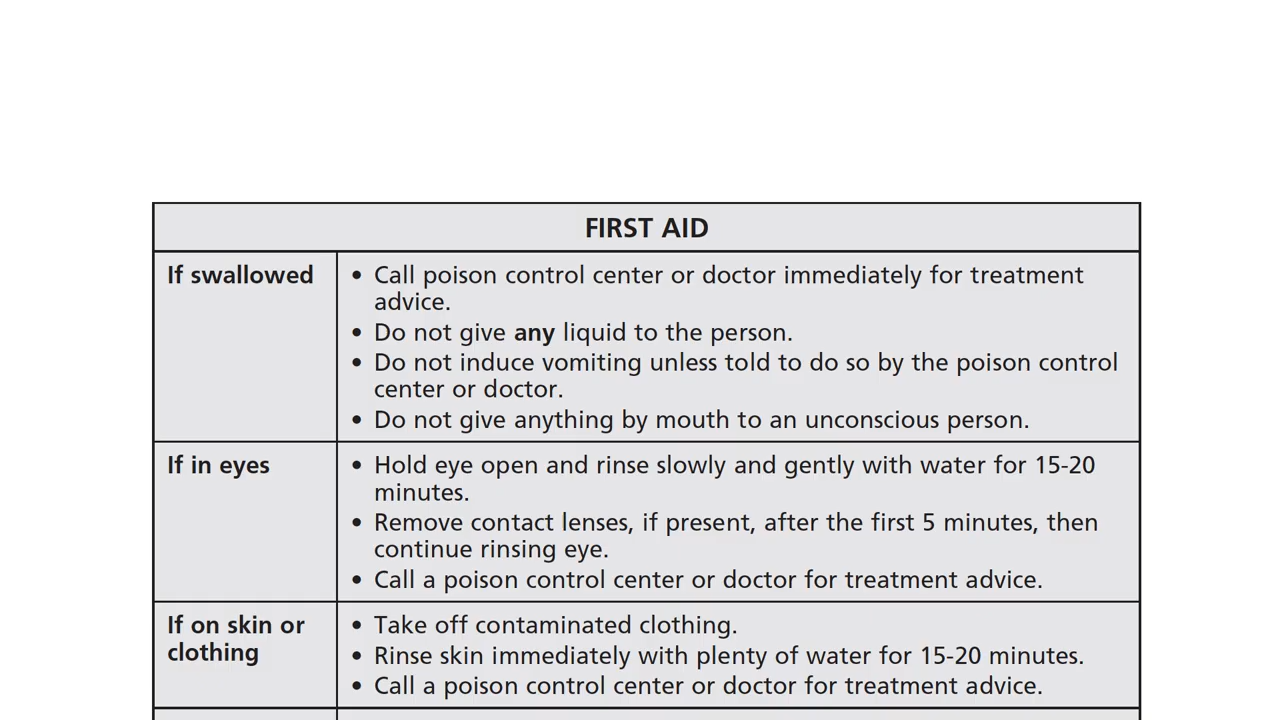 FIRST AID
If swallowed
• Call poison control center or doctor immediately for treatment
advice.
• Do not give any liquid to the person.
• Do not induce vomiting unless told to do so by the poison control
center or doctor.
• Do not give anything by mouth to an unconscious person.
If in eyes
• Hold eye open and rinse slowly and gently with water for 15-20
minutes.
• Remove contact lenses, if present, after the first 5 minutes, then
continue rinsing eye.
• Call a poison control center or doctor for treatment advice.
If on skin or
clothing
• Take off contaminated clothing.
• Rinse skin immediately with plenty of water for 15-20 minutes.
• Call a poison control center or doctor for treatment advice.